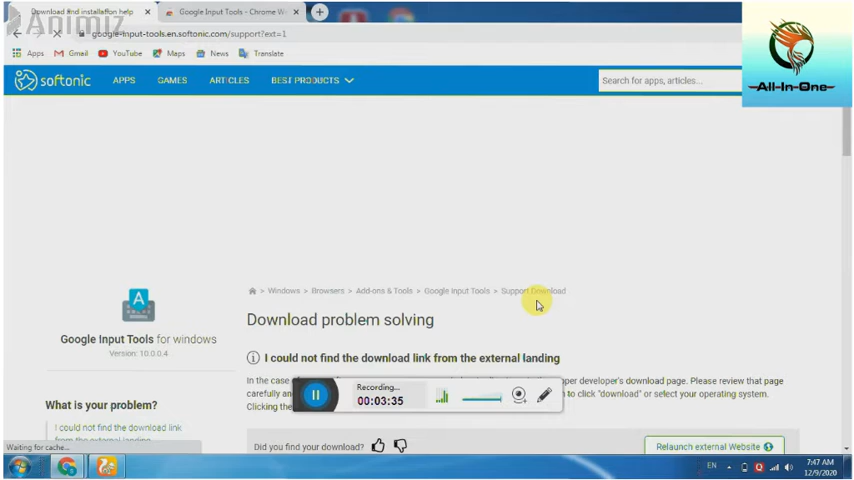 Download and installation help
Google Input Tools - Chrome We
Animiz
google-input-tools.en.softonic.com/support?ext=1
Apps Gmail YouTube Maps News Translate
softonic APPS GAMES ARTICLES BEST PRODUCTS Search for apps, articles...
All-In-One
Windows > Browsers > Add-ons & Tools > Google Input Tools > Support Download
Download problem solving
Google Input Tools for windows
Version: 10.0.0.4
I could not find the download link from the external landing
In the case of
per developer's download page. Please review that page
carefully an
to click "download" or select your operating system.
Clicking the
What is your problem?
I could not find the download link
from the external
Recording...
00:03:35
Did you find your download?
Relaunch external Website
Waiting for cache...
EN
7:47 AM
12/9/2020